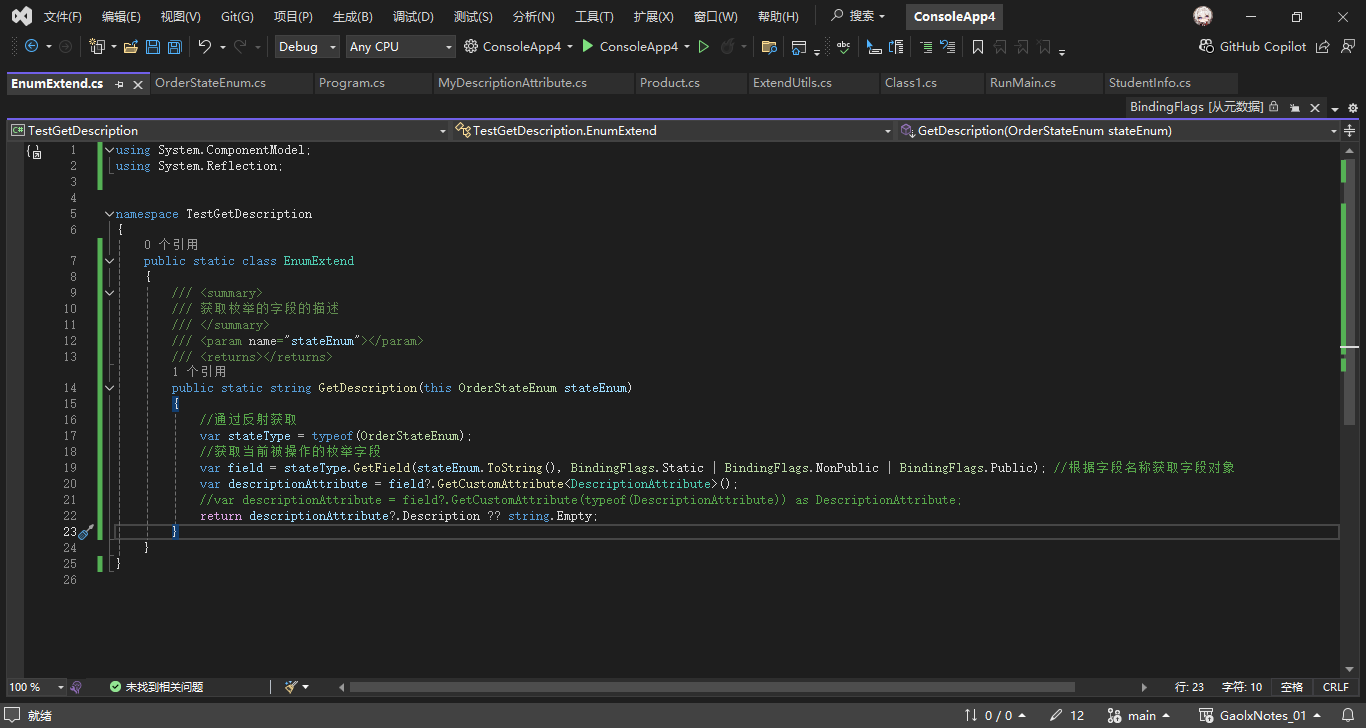 文件(F) 编辑(E) 视图(V) Git(G) 项目(P) 生成(B) 调试(D) 测试(S) 分析(N) 工具(T) 扩展(X) 窗口(W) 帮助(H) 搜索 ConsoleApp4
Debug Any CPU ConsoleApp4 ConsoleApp4 abc GitHub Copilot
EnumExtend.cs OrderStateEnum.cs Program.cs MyDescriptionAttribute.cs Product.cs ExtendUtils.cs Class1.cs RunMain.cs StudentInfo.cs
BindingFlags [从元数据]
C# TestGetDescription TestGetDescription.EnumExtend GetDescription(OrderStateEnum stateEnum)
1 using System.ComponentModel;
2 using System.Reflection;
3
4
5 namespace TestGetDescription
6 {
0 个引用
7 public static class EnumExtend
8 {
9 /// <summary>
10 /// 获取枚举的字段的描述
11 /// </summary>
12 /// <param name="stateEnum"></param>
13 /// <returns></returns>
1 个引用
14 public static string GetDescription(this OrderStateEnum stateEnum)
15 {
16 //通过反射获取
17 var stateType = typeof(OrderStateEnum);
18 //获取当前被操作的枚举字段
19 var field = stateType.GetField(stateEnum.ToString(), BindingFlags.Static | BindingFlags.NonPublic | BindingFlags.Public); //根据字段名称获取字段对象
20 var descriptionAttribute = field?.GetCustomAttribute<DescriptionAttribute>();
21 //var descriptionAttribute = field?.GetCustomAttribute(typeof(DescriptionAttribute)) as DescriptionAttribute;
22 return descriptionAttribute?.Description ?? string.Empty;
23 }
24 }
25 }
26
100 % 未找到相关问题 行: 23 字符: 10 空格 CRLF
就绪 0 / 0 12 main GaolxNotes_01